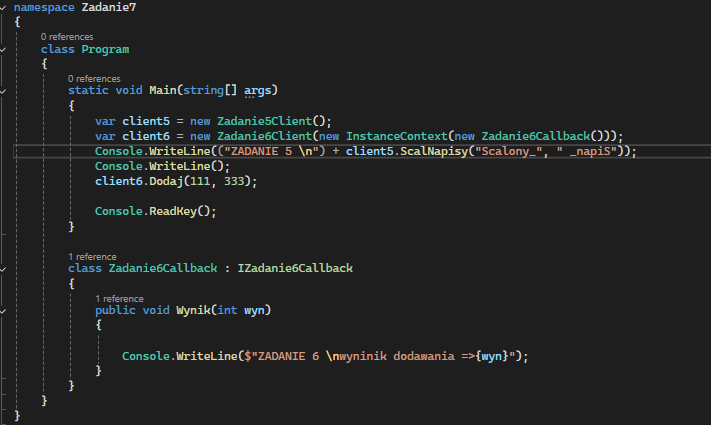 namespace Zadanie7
{
0 references
class Program
{
0 references
static void Main(string[] args)
{
var client5 = new Zadanie5Client();
var client6 = new Zadanie6Client(new InstanceContext(new Zadanie6Callback()));
Console.WriteLine(("ZADANIE 5 \n") + client5.ScalNapisy("Scalony_", " _napiS"));
Console.WriteLine();
client6.Dodaj(111, 333);
Console.ReadKey();
}
1 reference
class Zadanie6Callback : IZadanie6Callback
{
1 reference
public void Wynik(int wyn)
{
Console.WriteLine($"ZADANIE 6 \nwyninik dodawania =>{wyn}");
}
}
}
}